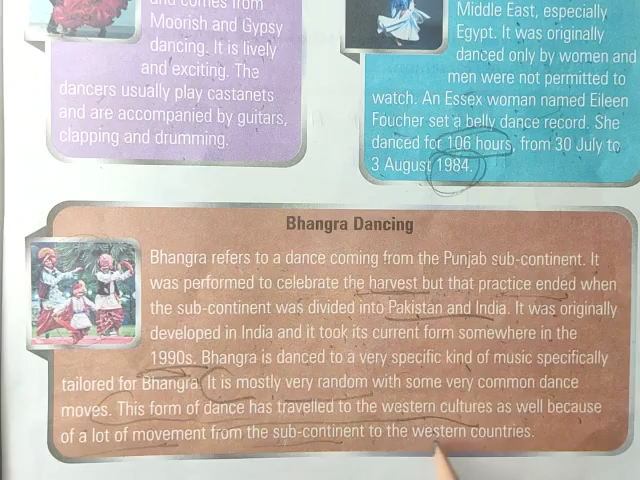 and comes from
Moorish and Gypsy
dancing. It is lively
and exciting. The
dancers usually play castanets
and are accompanied by guitars,
clapping and drumming.
Middle East, especially
Egypt. It was originally
danced only by women and
men were not permitted to
watch. An Essex woman named Eileen
Foucher set a belly dance record. She
danced for 106 hours, from 30 July to
3 August 1984.
Bhangra Dancing
Bhangra refers to a dance coming from the Punjab sub-continent. It
was performed to celebrate the harvest but that practice ended when
the sub-continent was divided into Pakistan and India. It was originally
developed in India and it took its current form somewhere in the
1990s. Bhangra is danced to a very specific kind of music specifically
tailored for Bhangra. It is mostly very random with some very common dance
moves. This form of dance has travelled to the western cultures as well because
of a lot of movement from the sub-continent to the western countries.